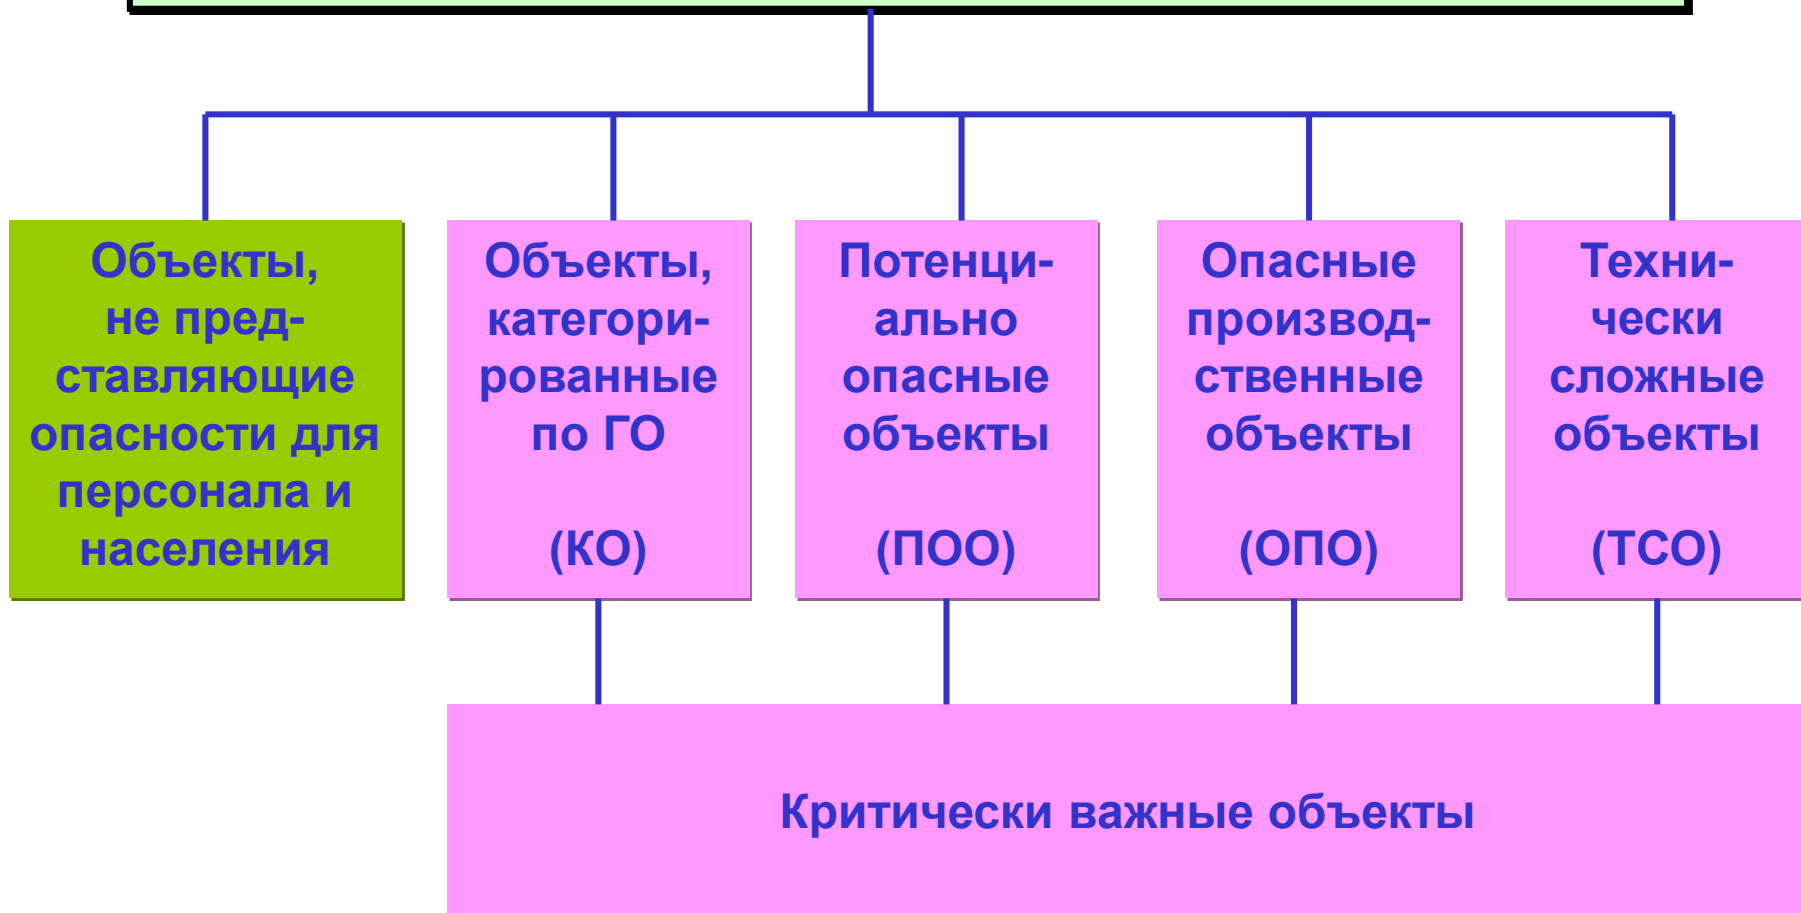 Объекты,
не пред-
ставляющие
опасности для
персонала и
населения
Объекты,
категори-
рованные
по ГО
(КО)
Потенци-
ально
опасные
объекты
(ПОО)
Опасные
производ-
ственные
объекты
(ОПО)
Техни-
чески
сложные
объекты
(ТСО)
Критически важные объекты